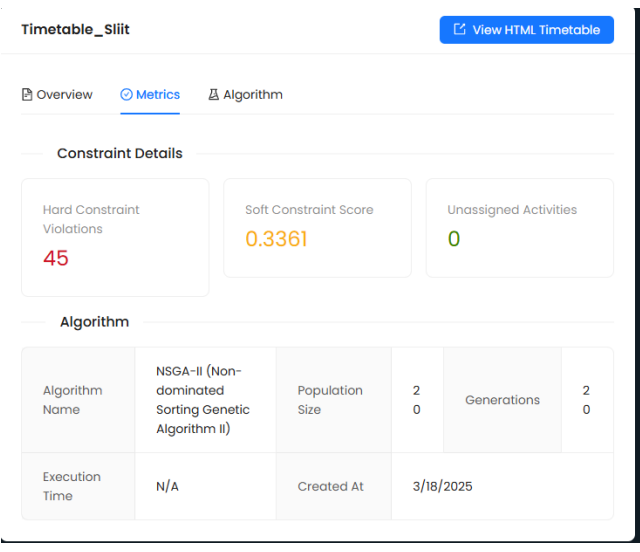 Timetable_Sliit
View HTML Timetable
Overview
Metrics
Algorithm
Constraint Details
Hard Constraint
Violations
45
Soft Constraint Score
0.3361
Unassigned Activities
0
Algorithm
Algorithm
Name
NSGA-II (Non-
dominated
Sorting Genetic
Algorithm II)
Population
Size
2
0
Generations
2
0
Execution
Time
N/A
Created At
3/18/2025